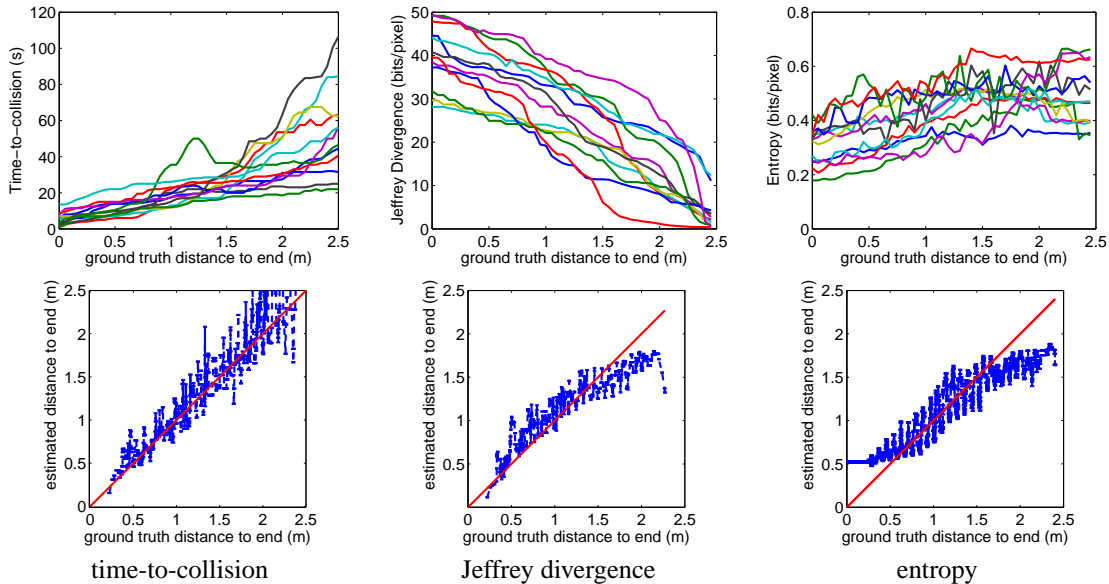 120
100
80
60
40
20
0
Time−to−collision (s)
0 0.5 1 1.5 2 2.5
ground truth distance to end (m)
50
40
30
20
10
0
Jeffrey Divergence (bits/pixel)
0 0.5 1 1.5 2 2.5
ground truth distance to end (m)
0.8
0.6
0.4
0.2
0
Entropy (bits/pixel)
0 0.5 1 1.5 2 2.5
ground truth distance to end (m)
2.5
2
1.5
1
0.5
0
estimated distance to end (m)
0 0.5 1 1.5 2 2.5
ground truth distance to end (m)
time-to-collision
2.5
2
1.5
1
0.5
0
estimated distance to end (m)
0 0.5 1 1.5 2 2.5
ground truth distance to end (m)
Jeffrey divergence
2.5
2
1.5
1
0.5
0
estimated distance to end (m)
0 0.5 1 1.5 2 2.5
ground truth distance to end (m)
entropy